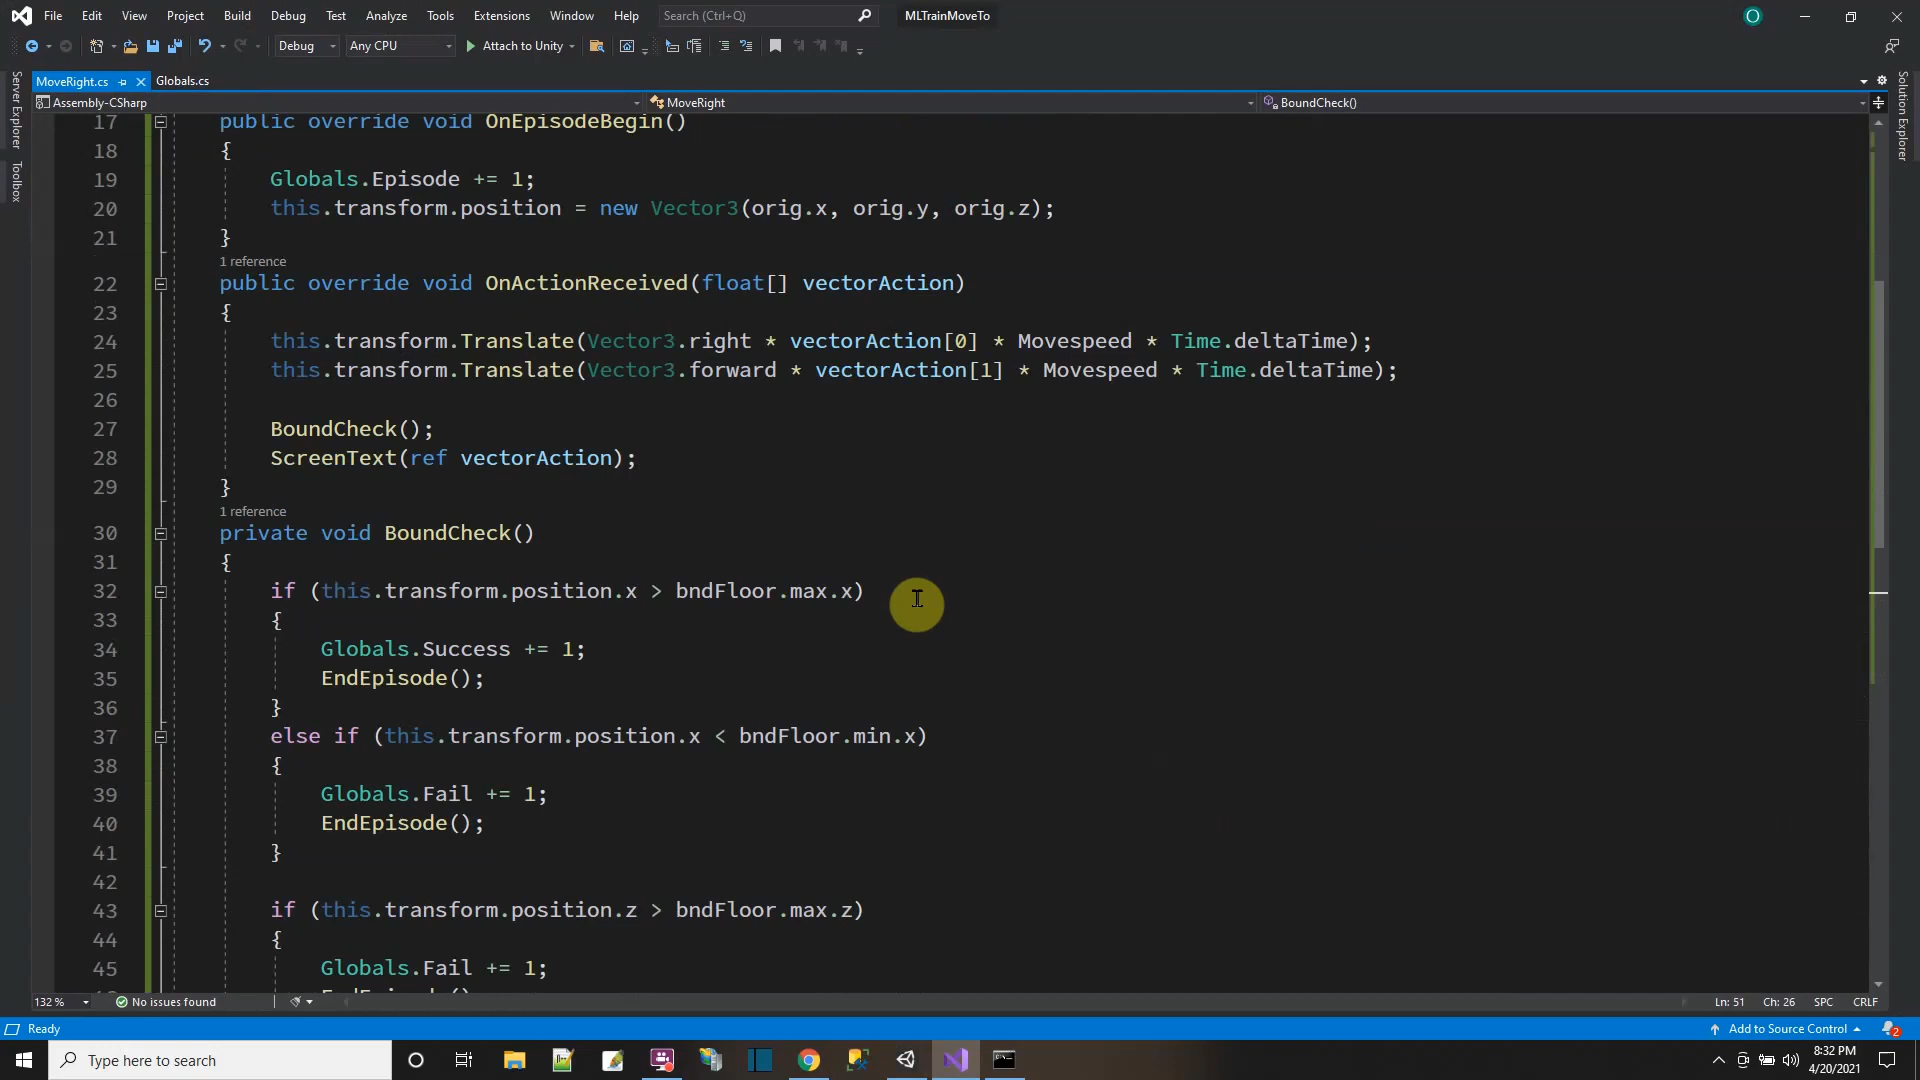 File Edit View Project Build Debug Test Analyze Tools Extensions Window Help Search (Ctrl+Q) MLTrainMoveTo O
Debug Any CPU Attach to Unity
MoveRight.cs Globals.cs
Assembly-CSharp MoveRight BoundCheck()
Server Explorer
Toolbox
Solution Explorer
17 public override void OnEpisodeBegin()
18 {
19 Globals.Episode += 1;
20 this.transform.position = new Vector3(orig.x, orig.y, orig.z);
21 }
1 reference
22 public override void OnActionReceived(float[] vectorAction)
23 {
24 this.transform.Translate(Vector3.right * vectorAction[0] * Movespeed * Time.deltaTime);
25 this.transform.Translate(Vector3.forward * vectorAction[1] * Movespeed * Time.deltaTime);
26
27 BoundCheck();
28 ScreenText(ref vectorAction);
29 }
1 reference
30 private void BoundCheck()
31 {
32 if (this.transform.position.x > bndFloor.max.x)
33 {
34 Globals.Success += 1;
35 EndEpisode();
36 }
37 else if (this.transform.position.x < bndFloor.min.x)
38 {
39 Globals.Fail += 1;
40 EndEpisode();
41 }
42
43 if (this.transform.position.z > bndFloor.max.z)
44 {
45 Globals.Fail += 1;
132 % No issues found Ln: 51 Ch: 26 SPC CRLF
Ready Add to Source Control 2
Type here to search 8:32 PM
4/20/2021